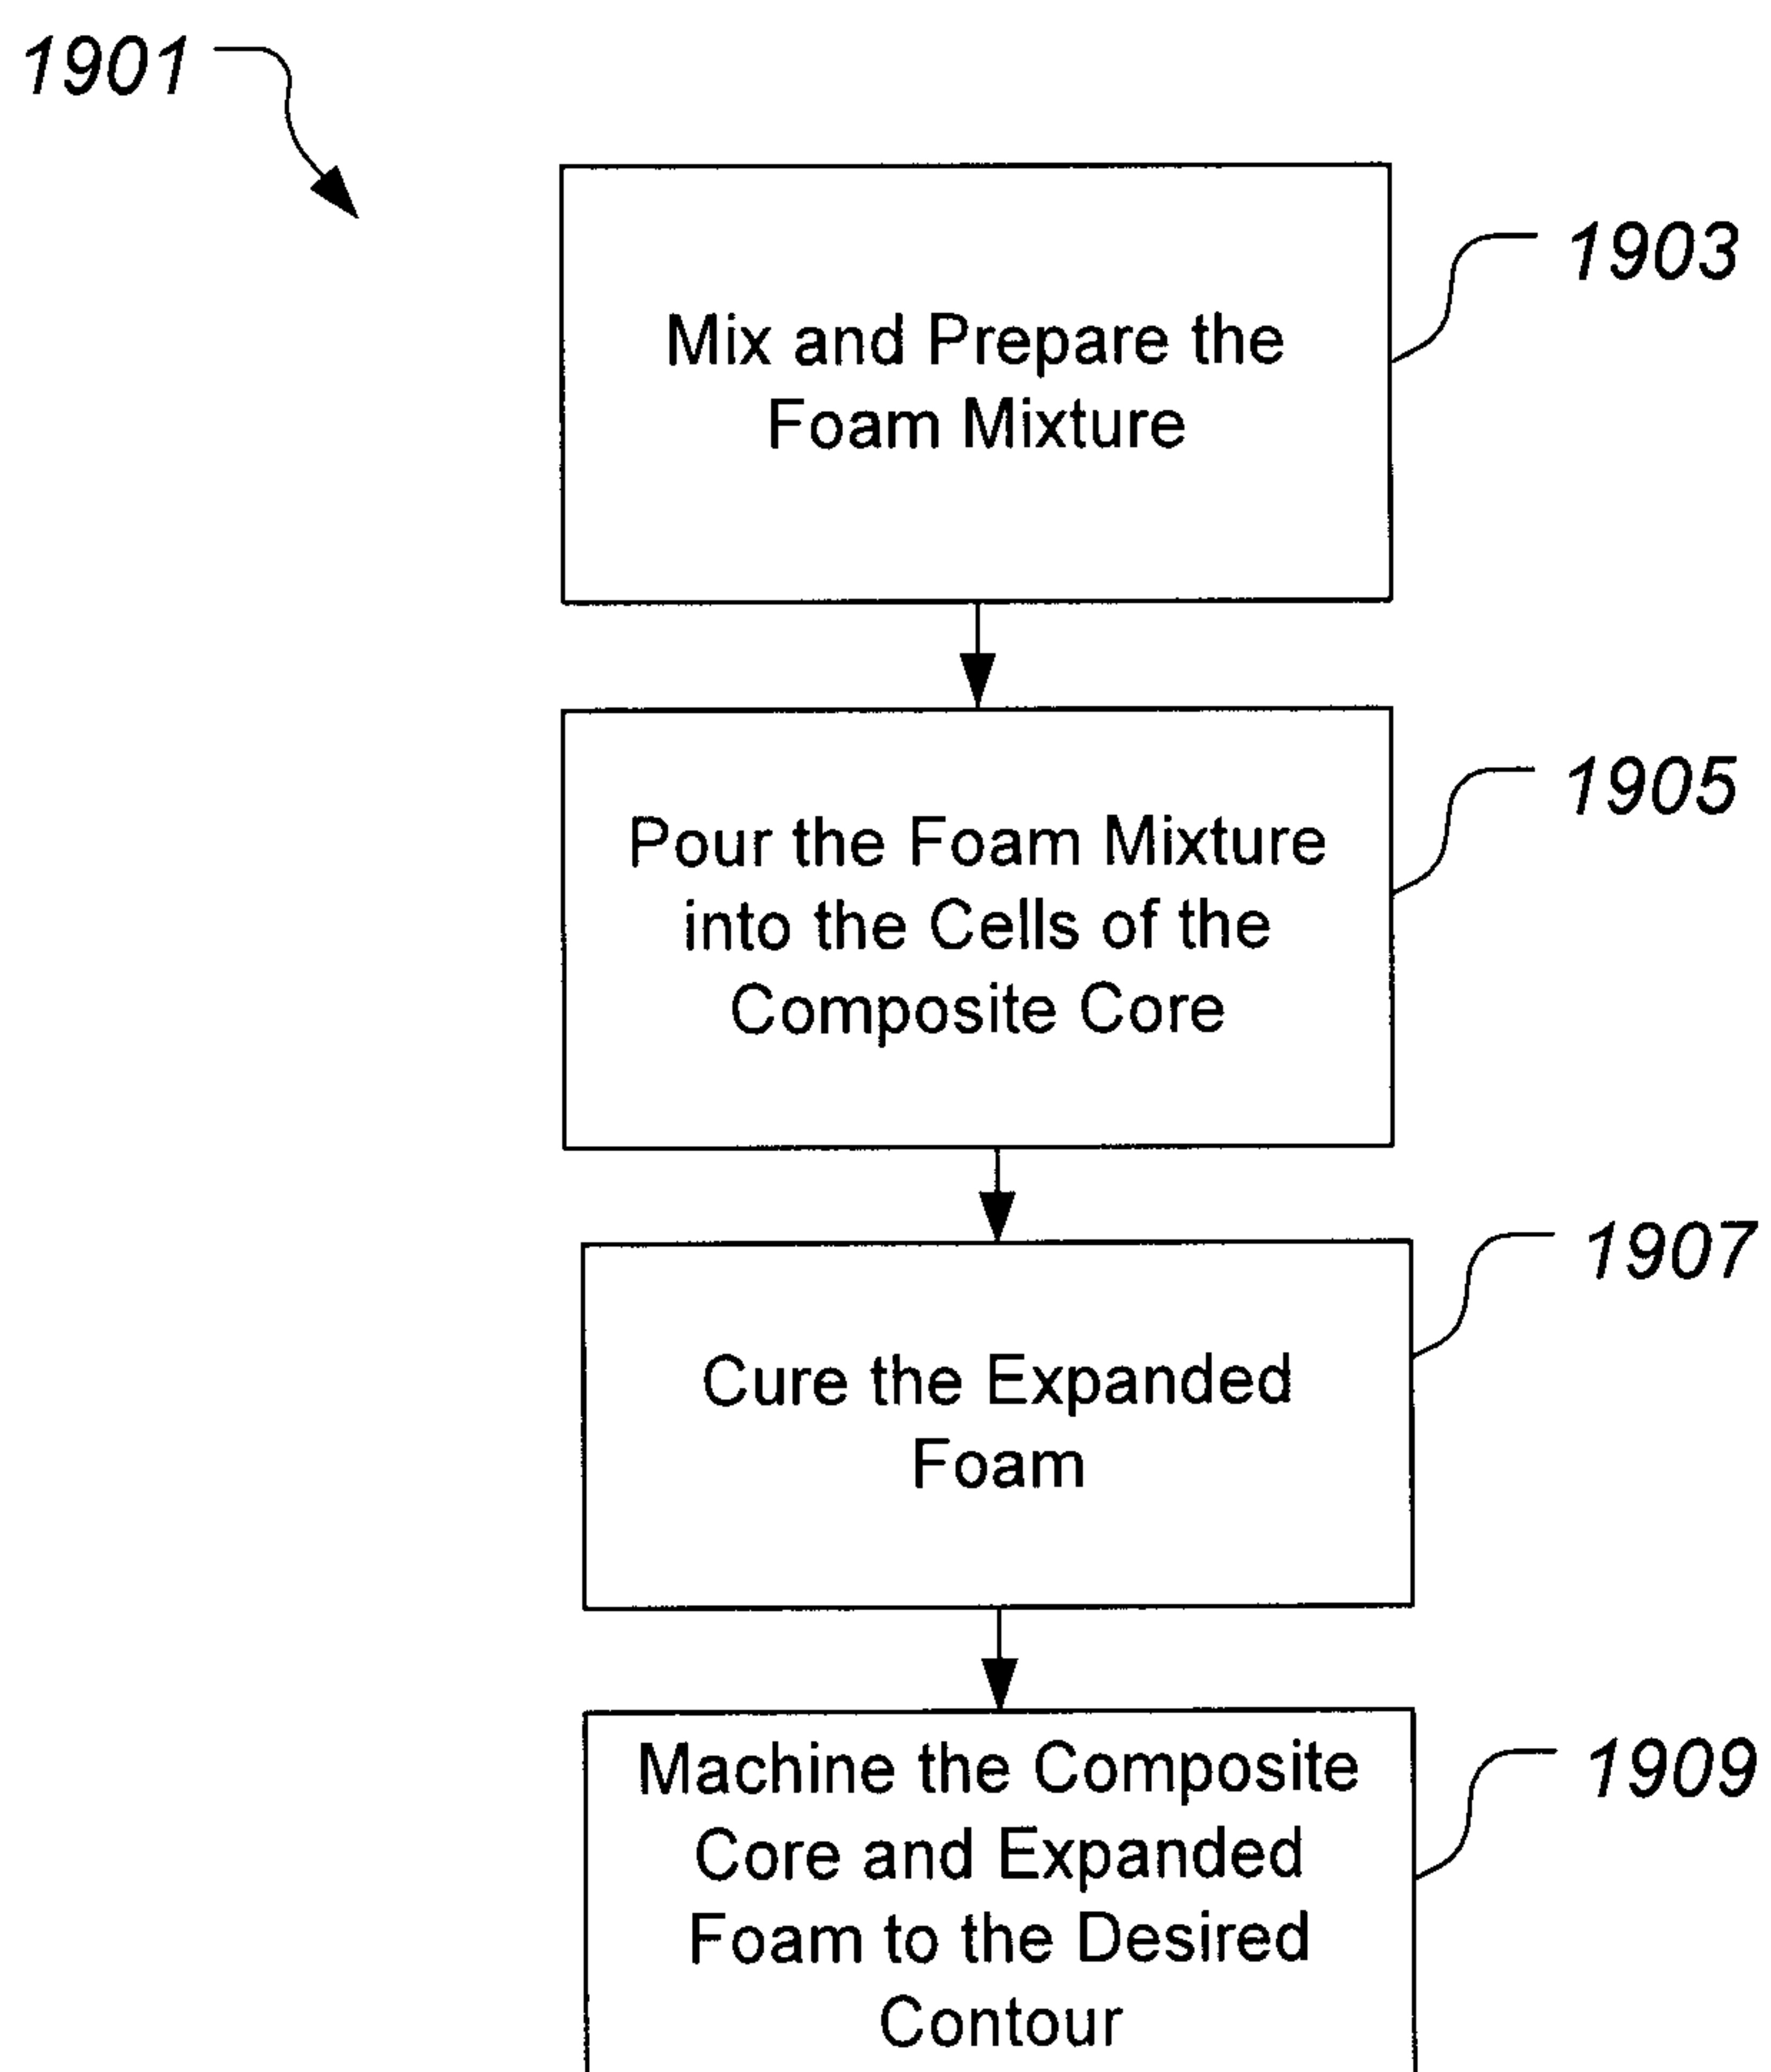 1901
1903
Mix and Prepare the
Foam Mixture
1905
Pour the Foam Mixture
into the Cells of the
Composite Core
1907
Cure the Expanded
Foam
1909
Machine the Composite
Core and Expanded
Foam to the Desired
Contour